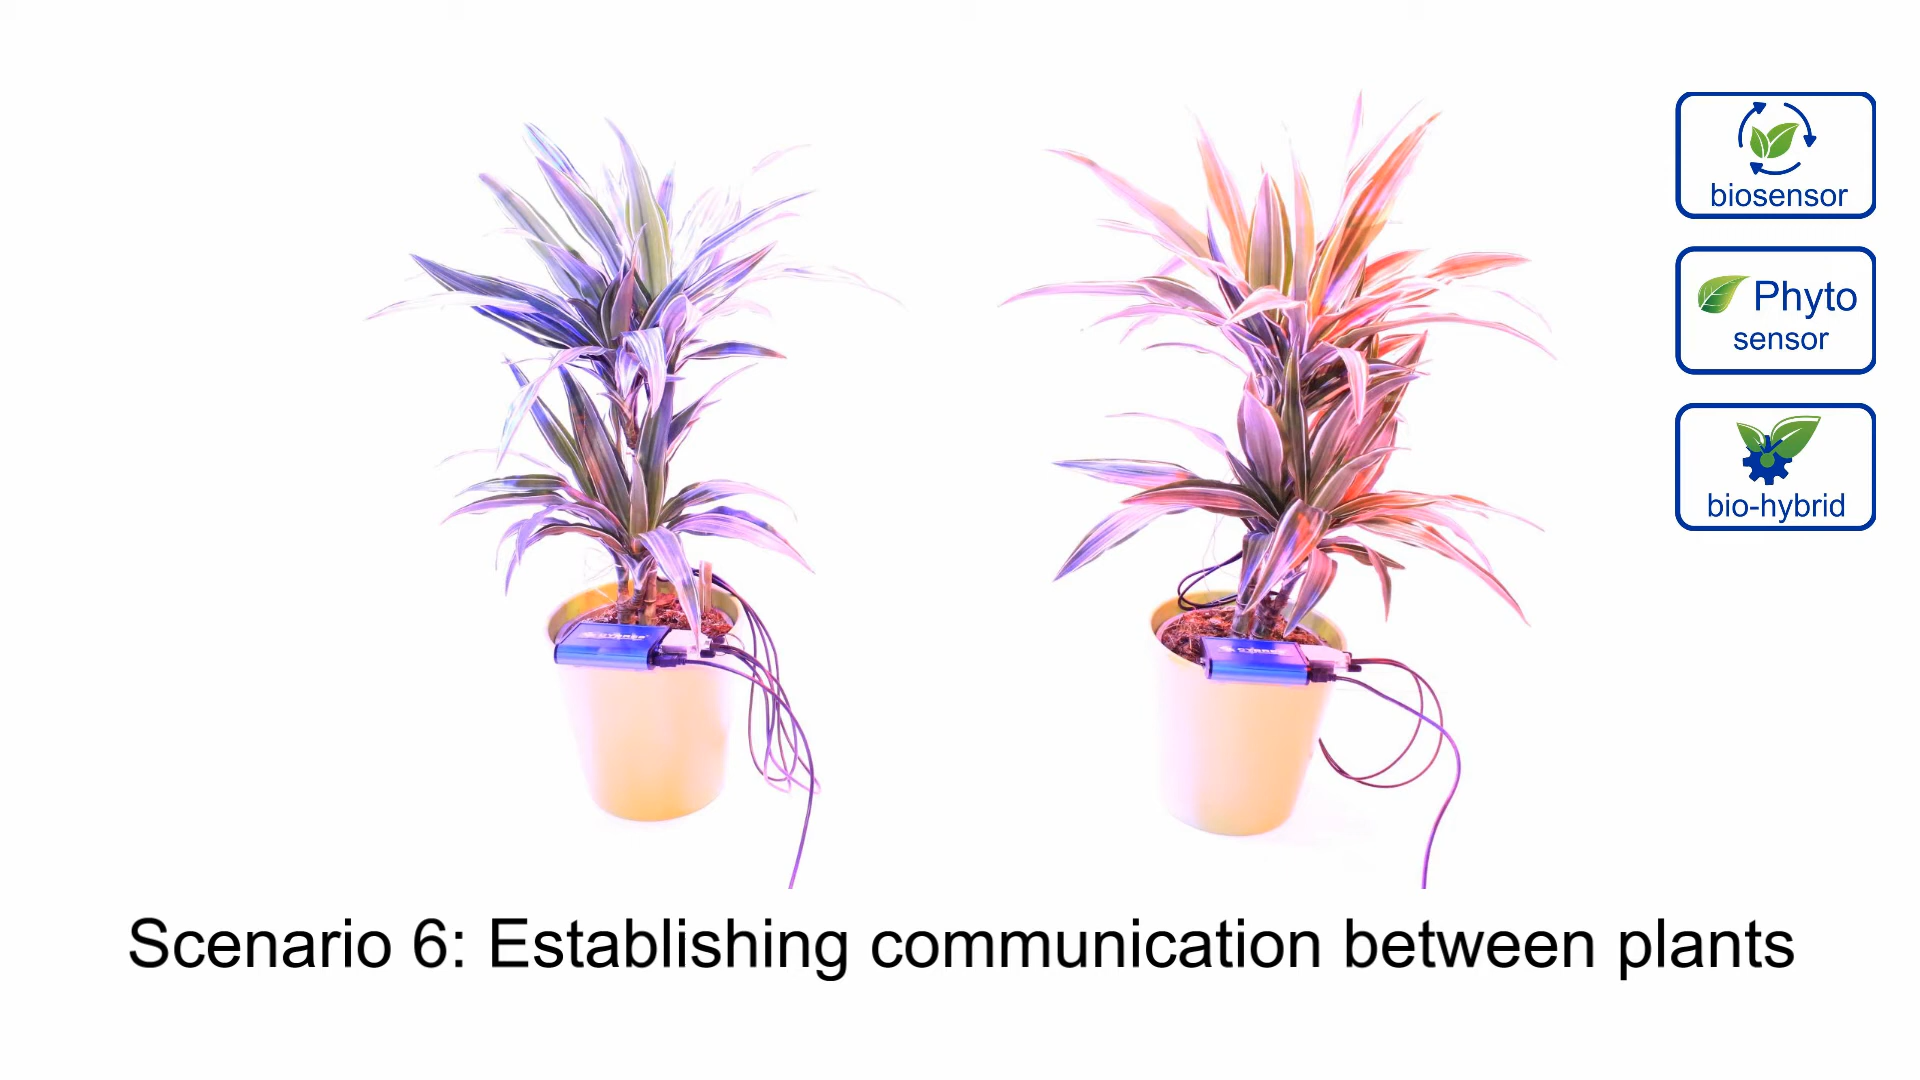 biosensor
Phyto
sensor
bio-hybrid
Scenario 6: Establishing communication between plants